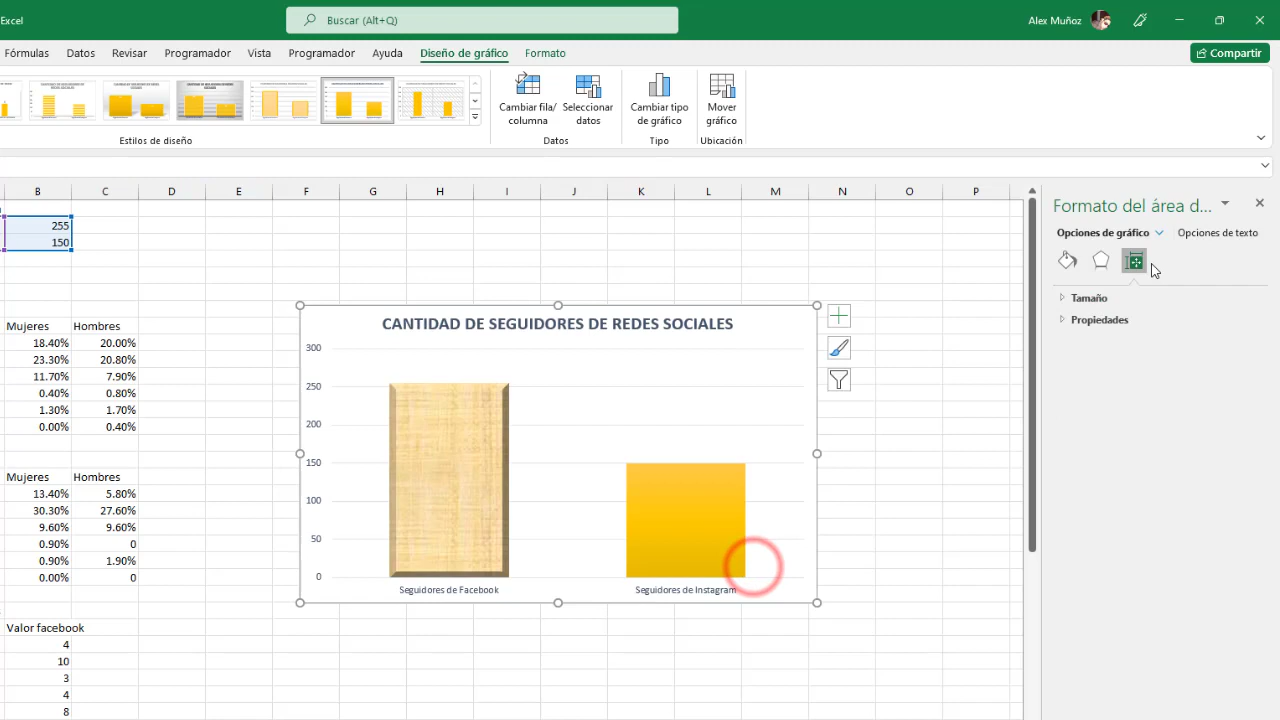 Excel
Buscar (Alt+Q)
Alex Muñoz
Fórmulas Datos Revisar Programador Vista Programador Ayuda Diseño de gráfico Formato
Compartir
Cambiar fila/
columna
Seleccionar
datos
Cambiar tipo
de gráfico
Mover
gráfico
Estilos de diseño Datos Tipo Ubicación
B C D E F G H I J K L M N O P
255
150
Mujeres Hombres
18.40% 20.00%
23.30% 20.80%
11.70% 7.90%
0.40% 0.80%
1.30% 1.70%
0.00% 0.40%
Mujeres Hombres
13.40% 5.80%
30.30% 27.60%
9.60% 9.60%
0.90% 0
0.90% 1.90%
0.00% 0
Valor facebook
4
10
3
4
8
CANTIDAD DE SEGUIDORES DE REDES SOCIALES
300
250
200
150
100
50
0
Seguidores de Facebook Seguidores de Instagram
Formato del área d...
Opciones de gráfico Opciones de texto
Tamaño
Propiedades